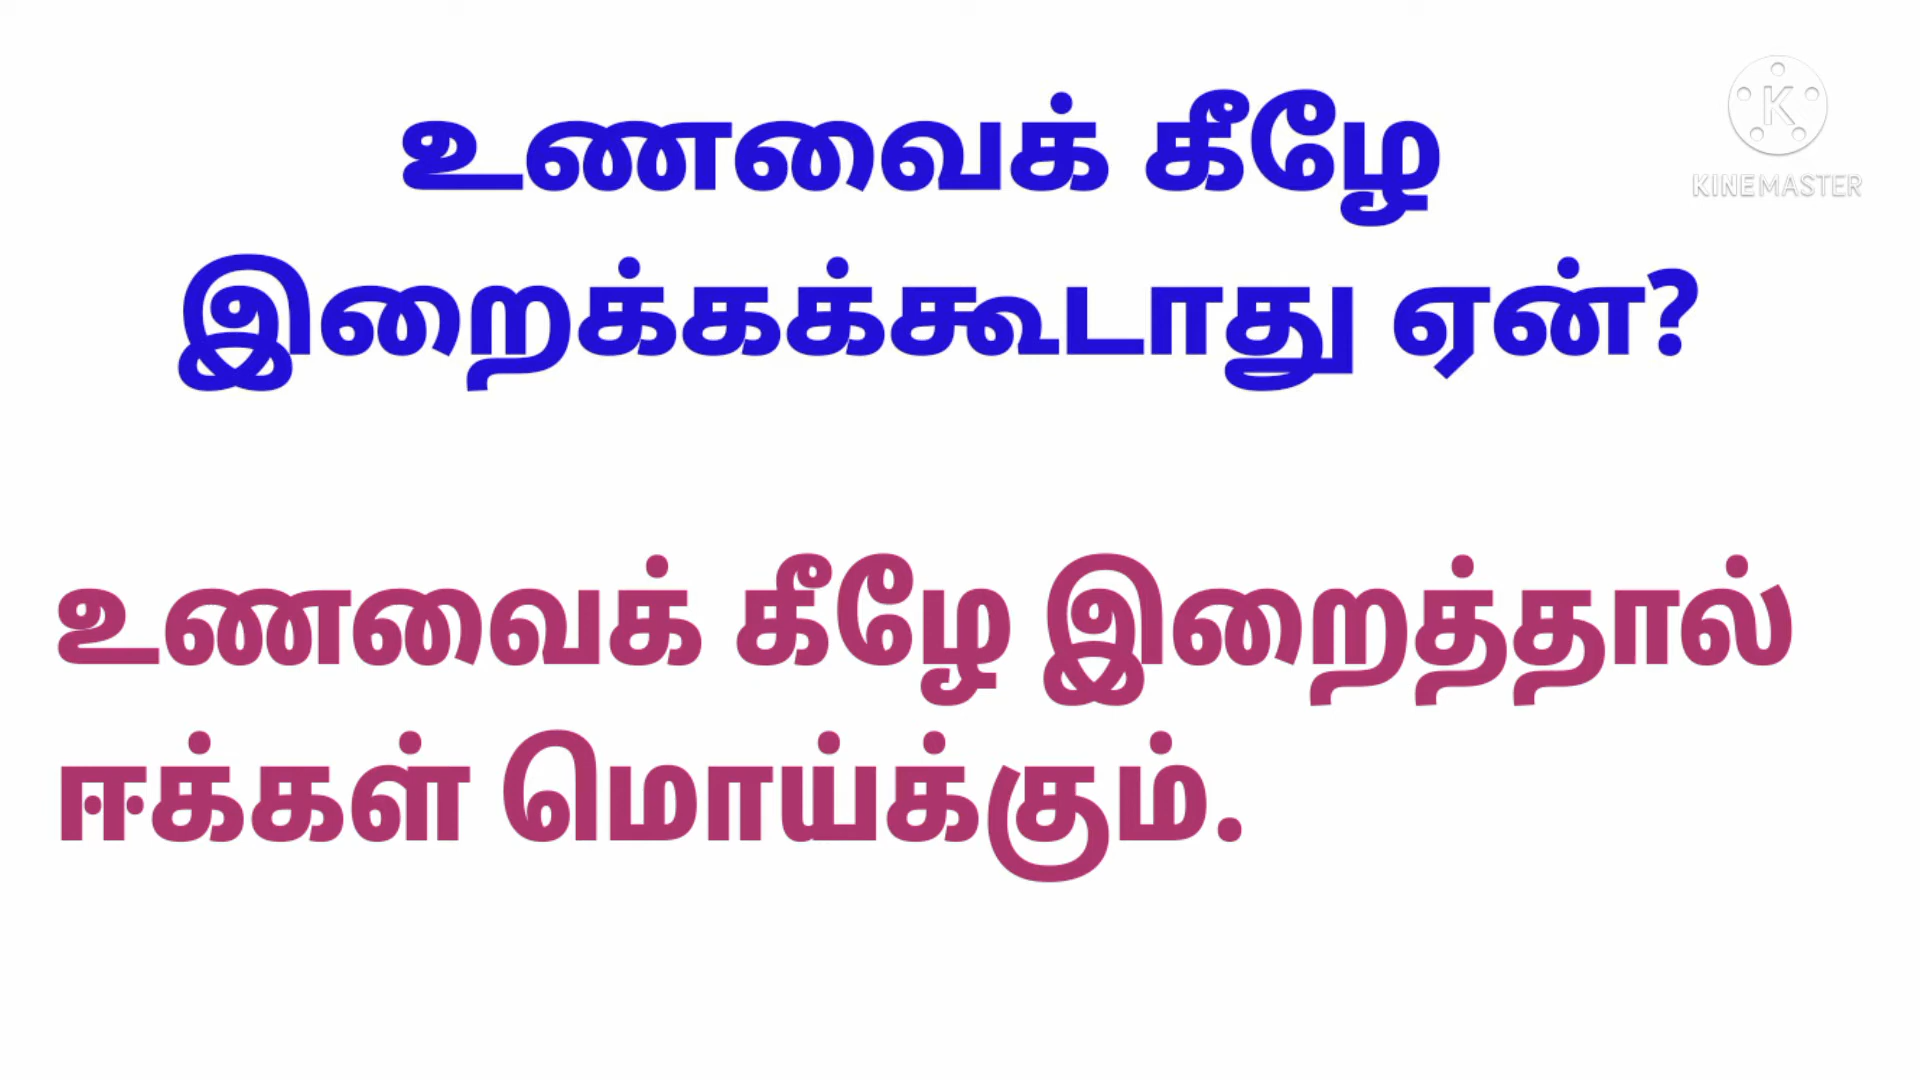 உணவைக் கீழே
இறைக்கக்கூடாது ஏன்?
உணவைக் கீழே இறைத்தால்
ஈக்கள் மொய்க்கும்.
K
KINEMASTER